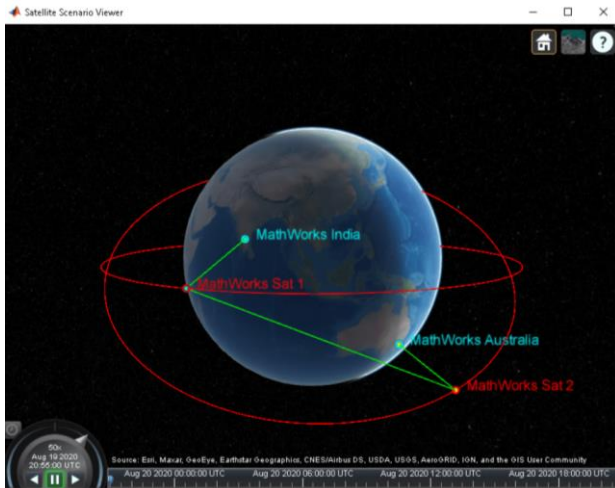 Satellite Scenario Viewer
?
MathWorks India
MathWorks Sat 1
MathWorks Australia
MathWorks Sat 2
50x
Aug 19 2020
20:55:00 UTC
Source: Esri, Maxar, GeoEye, Earthstar Geographics, CNES/Airbus DS, USDA, USGS, AeroGRID, IGN, and the GIS User Community
Aug 20 2020 00:00:00 UTC Aug 20 2020 06:00:00 UTC Aug 20 2020 12:00:00 UTC Aug 20 2020 18:00:00 UTC